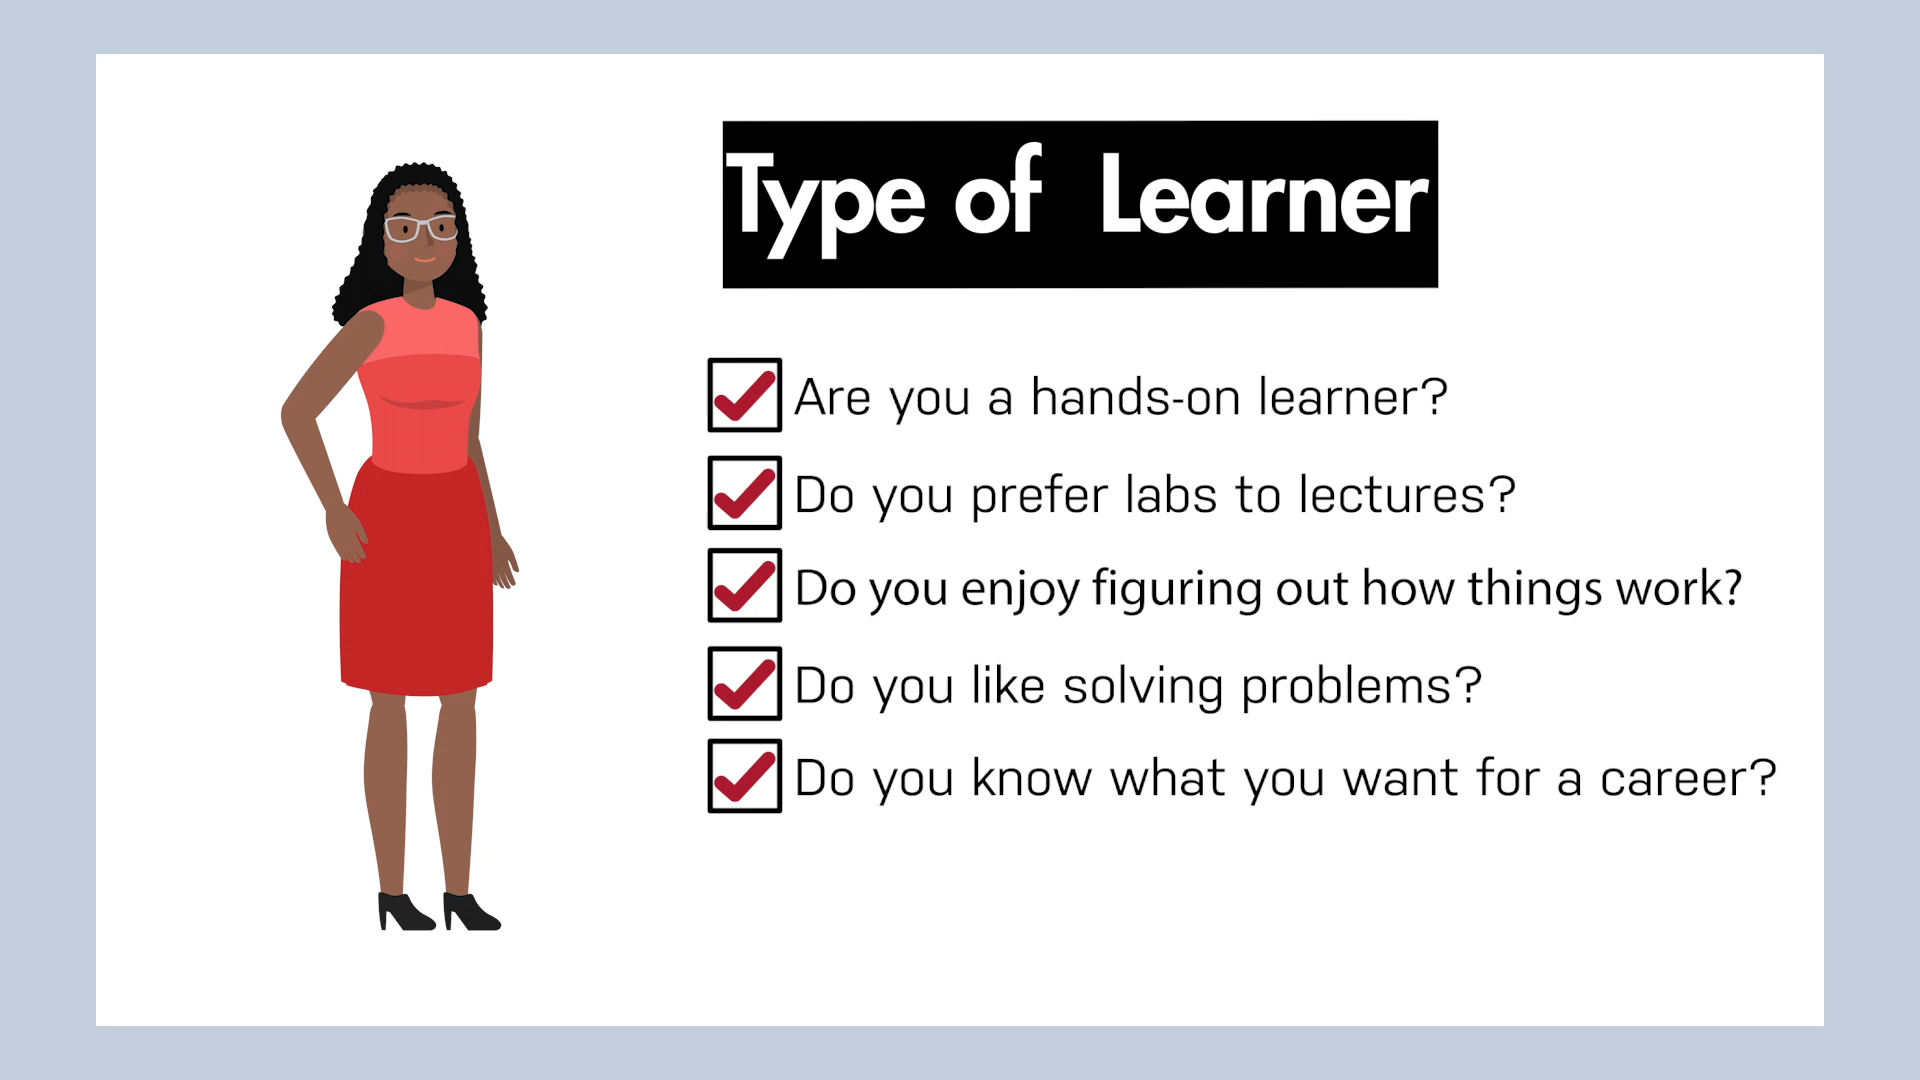 Type of Learner
Are you a hands-on learner?
Do you prefer labs to lectures?
Do you enjoy figuring out how things work?
Do you like solving problems?
Do you know what you want for a career?